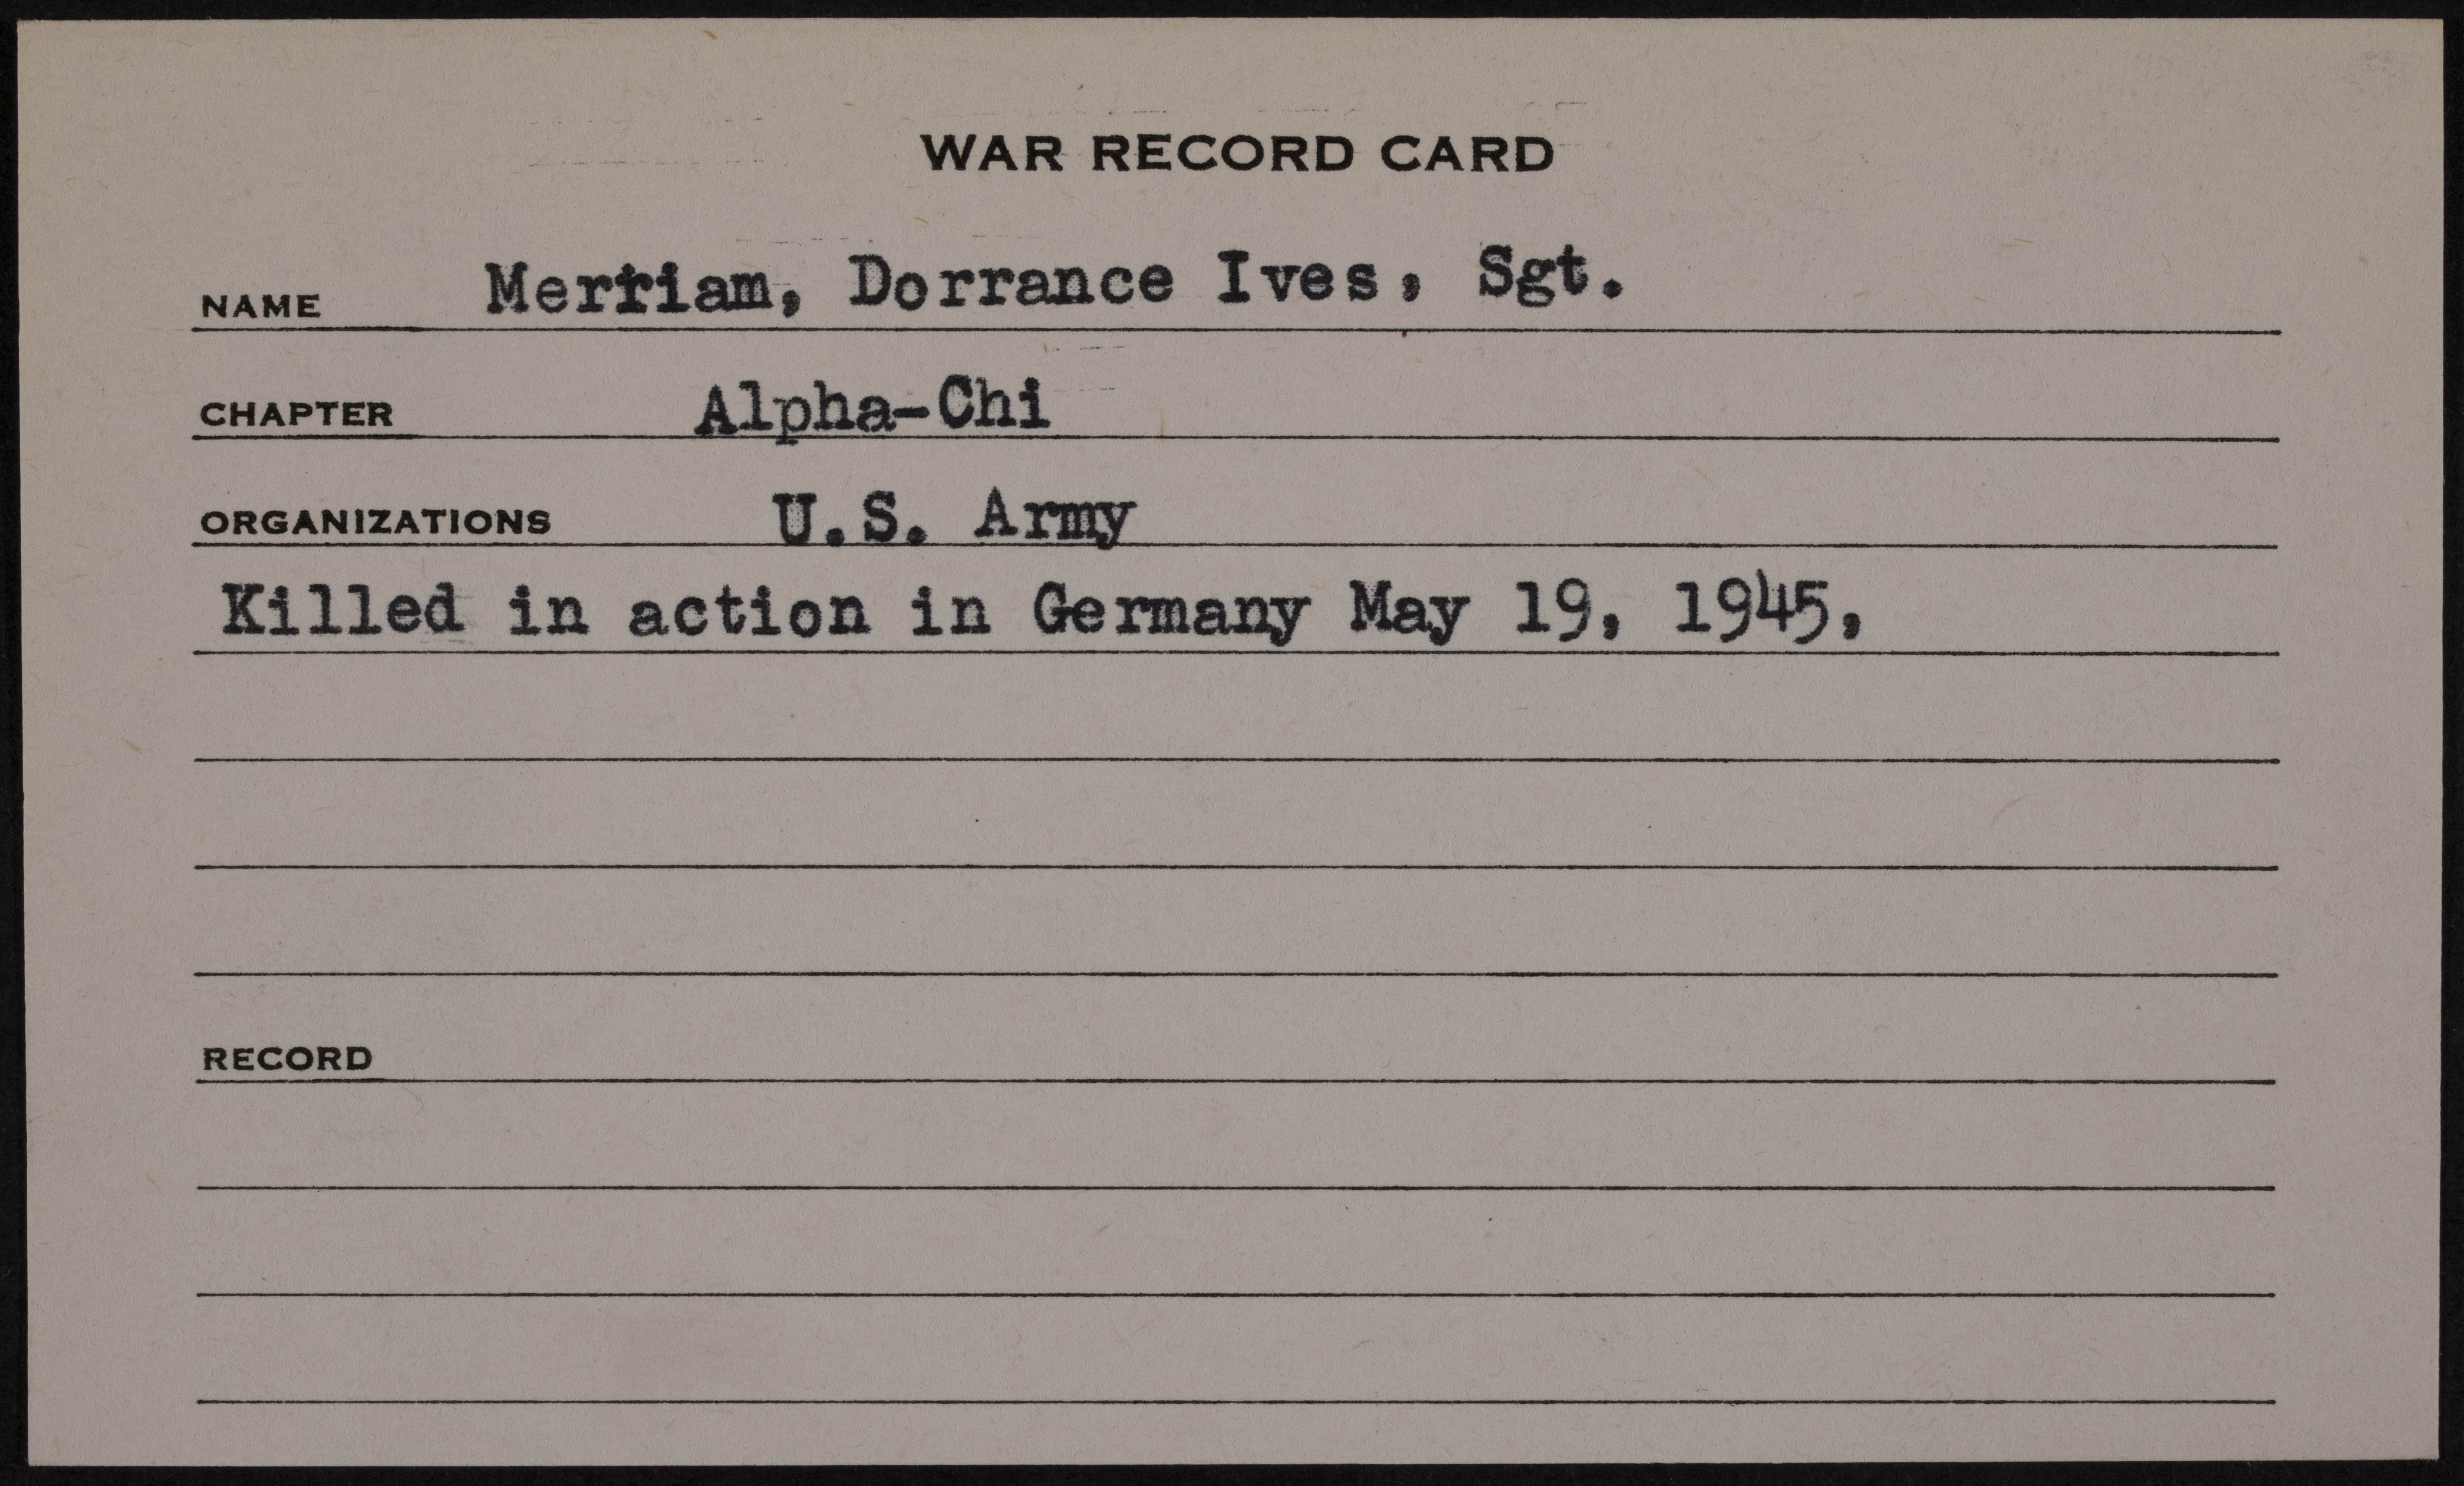 WAR RECORD CARD
NAME Merriam, Dorrance Ives, Sgt.
CHAPTER Alpha-Chi
ORGANIZATIONS U.S. Army
Killed in action in Germany May 19, 1945,
RECORD